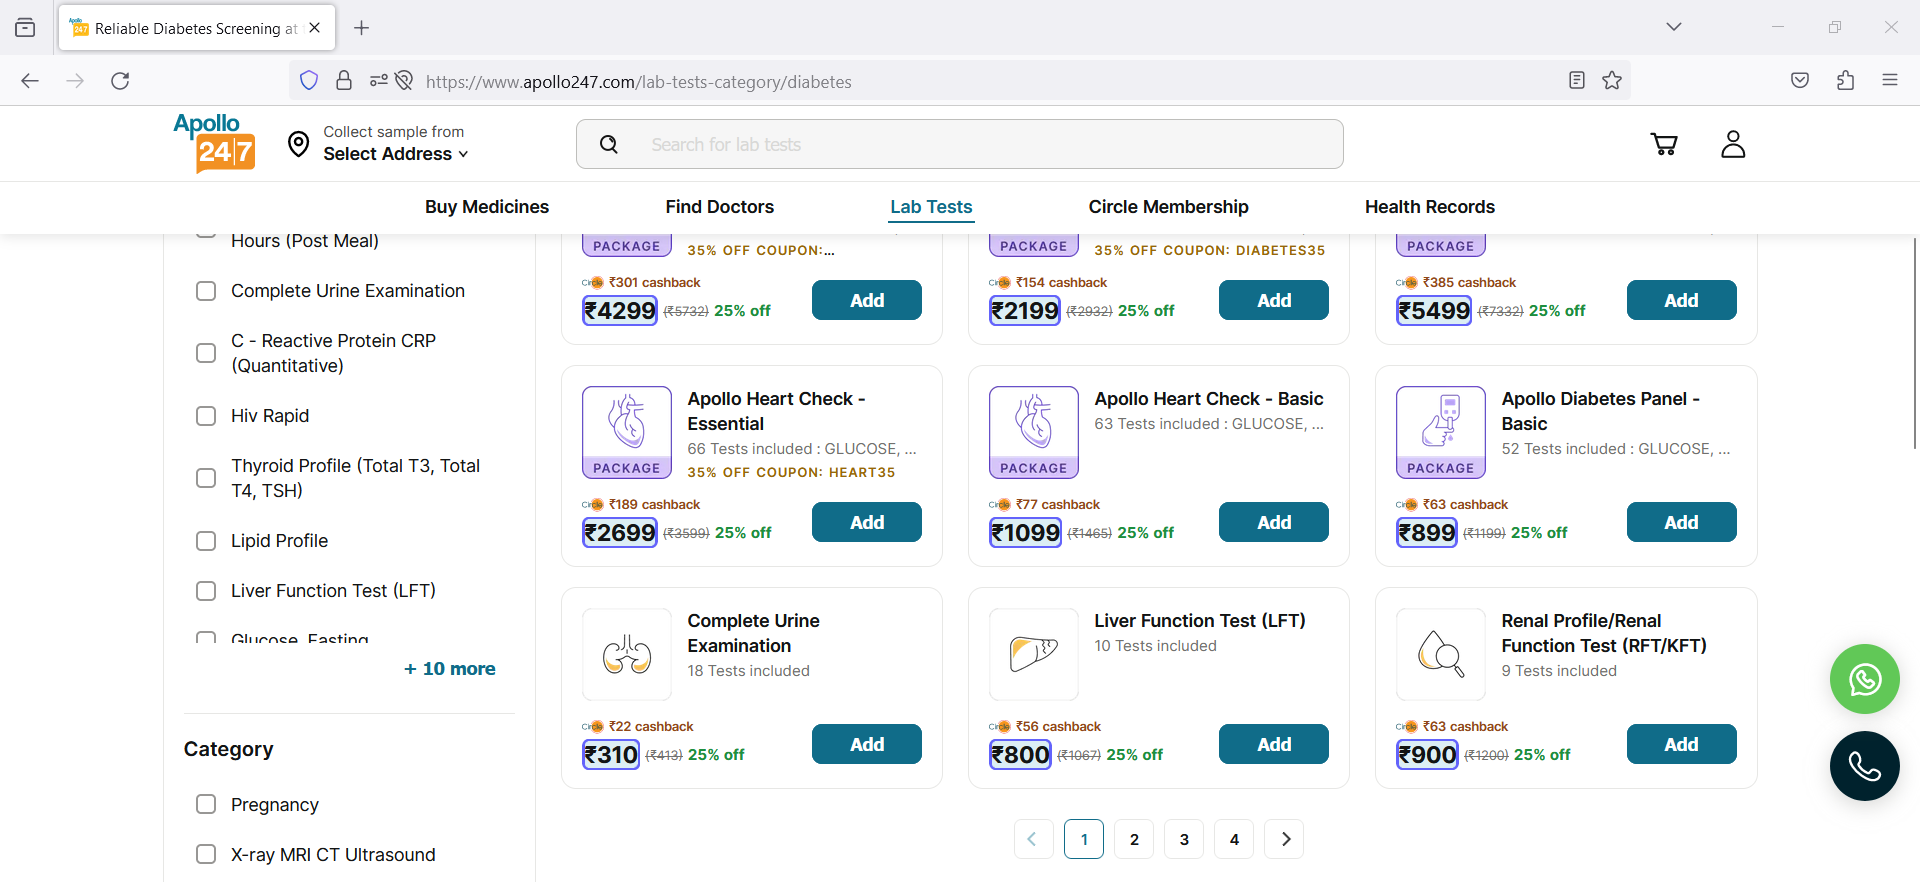 Reliable Diabetes Screening at
https://www.apollo247.com/lab-tests-category/diabetes
Apollo
24|7
Collect sample from
Select Address
Search for lab tests
Buy Medicines
Find Doctors
Lab Tests
Circle Membership
Health Records
Hours (Post Meal)
Complete Urine Examination
C - Reactive Protein CRP
(Quantitative)
Hiv Rapid
Thyroid Profile (Total T3, Total
T4, TSH)
Lipid Profile
Liver Function Test (LFT)
Glucose, Fasting
+ 10 more
Category
Pregnancy
X-ray MRI CT Ultrasound
PACKAGE
35% OFF COUPON:...
Circle ₹301 cashback
₹4299 (₹5732) 25% off
Add
PACKAGE
35% OFF COUPON: DIABETES35
Circle ₹154 cashback
₹2199 (₹2932) 25% off
Add
PACKAGE
Circle ₹385 cashback
₹5499 (₹7332) 25% off
Add
Apollo Heart Check -
Essential
66 Tests included : GLUCOSE, ...
PACKAGE
35% OFF COUPON: HEART35
Circle ₹189 cashback
₹2699 (₹3599) 25% off
Add
Apollo Heart Check - Basic
63 Tests included : GLUCOSE, ...
PACKAGE
Circle ₹77 cashback
₹1099 (₹1465) 25% off
Add
Apollo Diabetes Panel -
Basic
52 Tests included : GLUCOSE, ...
PACKAGE
Circle ₹63 cashback
₹899 (₹1199) 25% off
Add
Complete Urine
Examination
18 Tests included
Circle ₹22 cashback
₹310 (₹413) 25% off
Add
Liver Function Test (LFT)
10 Tests included
Circle ₹56 cashback
₹800 (₹1067) 25% off
Add
Renal Profile/Renal
Function Test (RFT/KFT)
9 Tests included
Circle ₹63 cashback
₹900 (₹1200) 25% off
Add
1 2 3 4